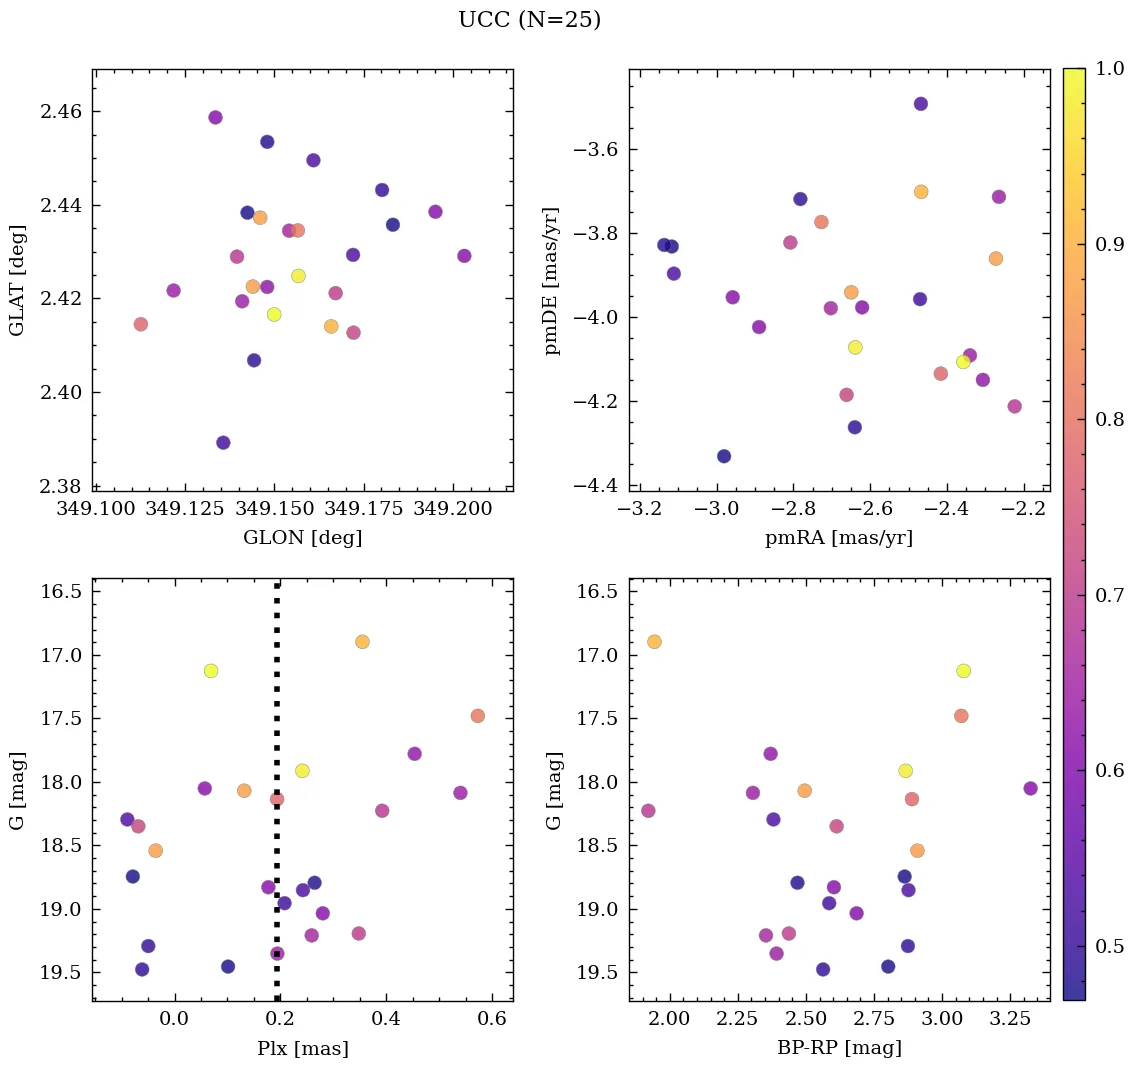 UCC (N=25)
2.46
2.44
2.42
2.40
2.38
GLAT [deg]
349.100 349.125 349.150 349.175 349.200
GLON [deg]
−3.6
−3.8
−4.0
−4.2
−4.4
pmDE [mas/yr]
−3.2 −3.0 −2.8 −2.6 −2.4 −2.2
pmRA [mas/yr]
16.5
17.0
17.5
18.0
18.5
19.0
19.5
G [mag]
0.0 0.2 0.4 0.6
Plx [mas]
16.5
17.0
17.5
18.0
18.5
19.0
19.5
G [mag]
2.00 2.25 2.50 2.75 3.00 3.25
BP-RP [mag]
1.0
0.9
0.8
0.7
0.6
0.5